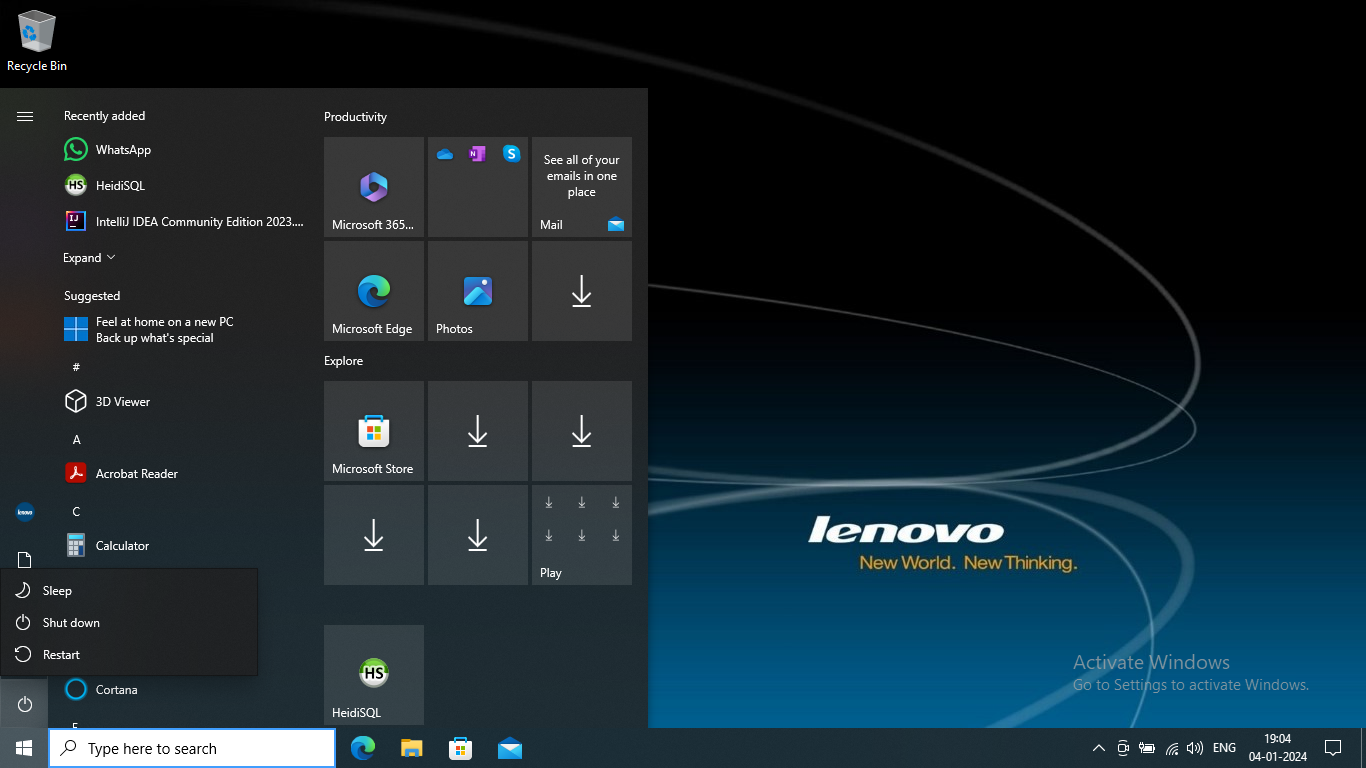 Recycle Bin
Recently added
WhatsApp
HeidiSQL
IntelliJ IDEA Community Edition 2023....
Expand
Suggested
Feel at home on a new PC
Back up what's special
#
3D Viewer
A
Acrobat Reader
C
Calculator
Sleep
Shut down
Restart
Cortana
Productivity
Microsoft 365...
See all of your
emails in one
place
Mail
Microsoft Edge
Photos
Explore
Microsoft Store
Play
HeidiSQL
lenovo
New World. New Thinking.
Activate Windows
Go to Settings to activate Windows.
Type here to search
ENG
19:04
04-01-2024